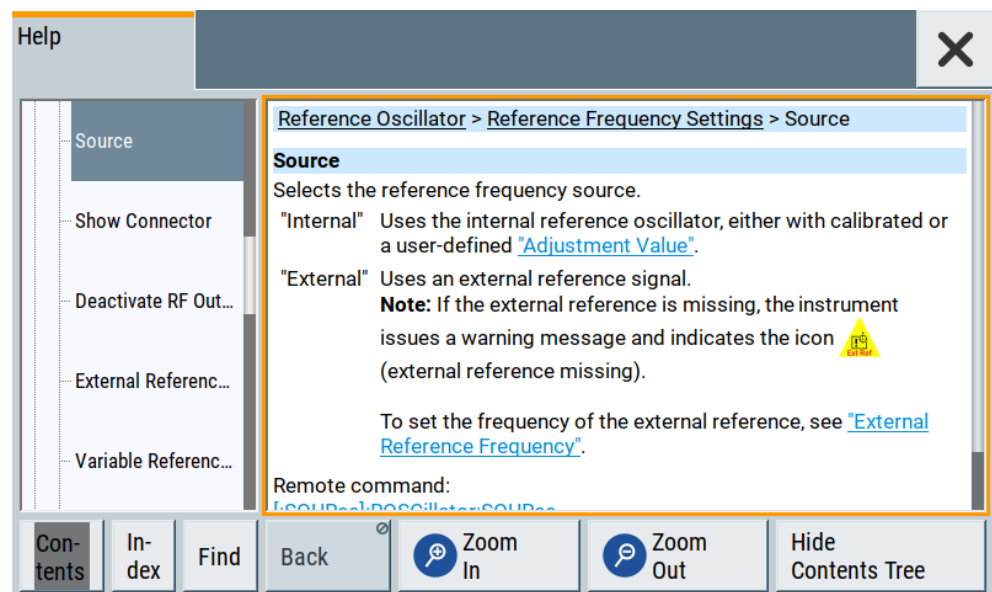 Help
Source
Show Connector
Deactivate RF Out...
External Referenc...
Variable Referenc...
Reference Oscillator > Reference Frequency Settings > Source
Source
Selects the reference frequency source.
"Internal" Uses the internal reference oscillator, either with calibrated or
a user-defined "Adjustment Value".
"External" Uses an external reference signal.
Note: If the external reference is missing, the instrument
issues a warning message and indicates the icon
Ext Ref
(external reference missing).
To set the frequency of the external reference, see "External
Reference Frequency".
Remote command:
[:SOURce]:ROSCillator:SOURce
Con-
tents
In-
dex
Find
Back
Zoom
In
Zoom
Out
Hide
Contents Tree